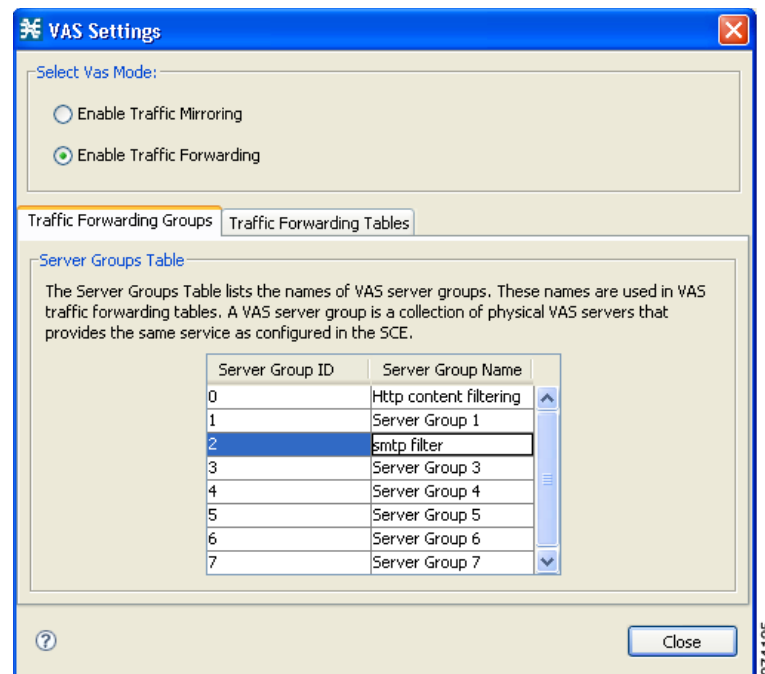 VAS Settings
Select Vas Mode:
Enable Traffic Mirroring
Enable Traffic Forwarding
Traffic Forwarding Groups Traffic Forwarding Tables
Server Groups Table
The Server Groups Table lists the names of VAS server groups. These names are used in VAS
traffic forwarding tables. A VAS server group is a collection of physical VAS servers that
provides the same service as configured in the SCE.
Server Group ID Server Group Name
0 Http content filtering
1 Server Group 1
2 smtp filter
3 Server Group 3
4 Server Group 4
5 Server Group 5
6 Server Group 6
7 Server Group 7
? Close